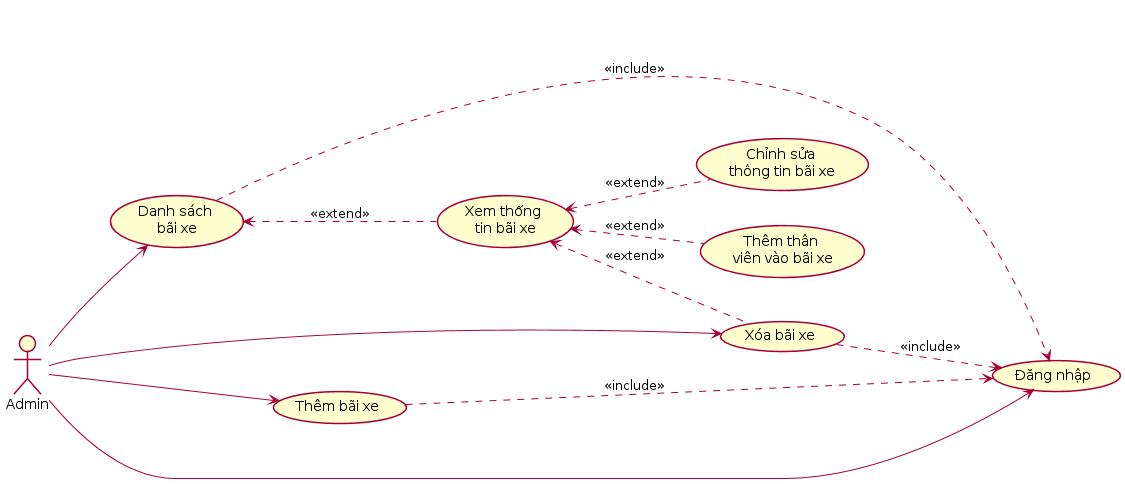 «include»
Chỉnh sửa
thông tin bãi xe
«extend»
Danh sách
bãi xe
«extend»
Xem thống
tin bãi xe
«extend»
Thêm thân
viên vào bãi xe
«extend»
Xóa bãi xe
«include»
Đăng nhập
«include»
Thêm bãi xe
Admin